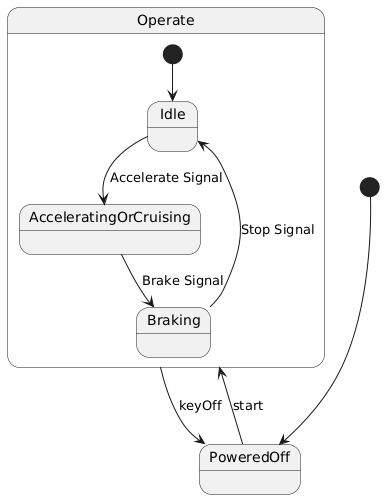 Operate
Idle
Accelerate Signal
AcceleratingOrCruising
Stop Signal
Brake Signal
Braking
keyOff
start
PoweredOff